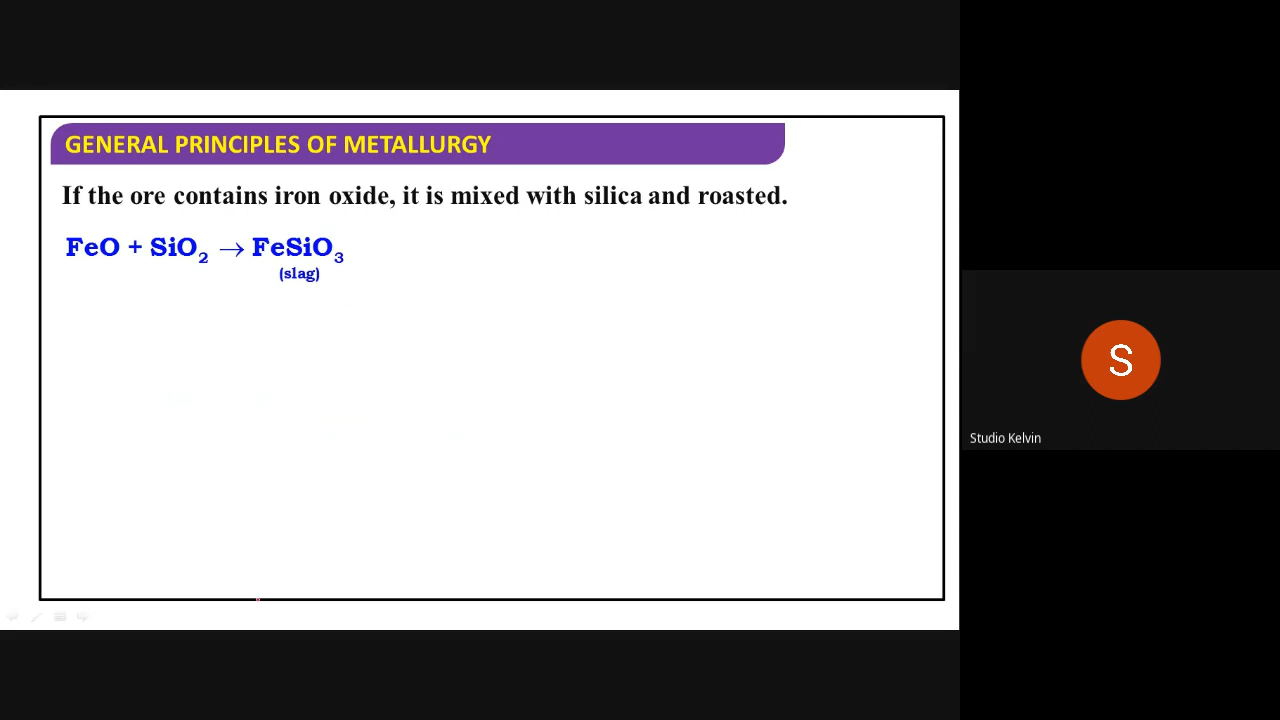 GENERAL PRINCIPLES OF METALLURGY
If the ore contains iron oxide, it is mixed with silica and roasted.
FeO + SiO₂ → FeSiO₃
(slag)
S
Studio Kelvin